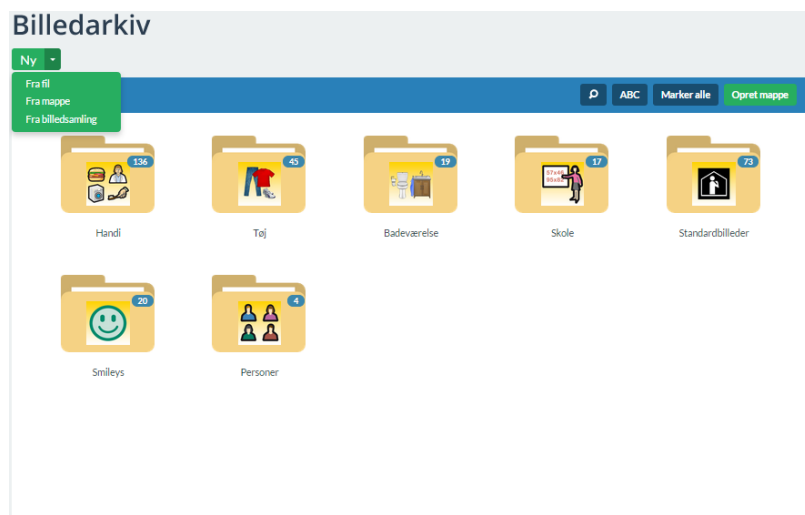 Billedarkiv
Ny
Fra fil
Fra mappe
Fra billedsamling
ABC
Marker alle
Opret mappe
136
45
19
17
73
Handi
Tøj
Badeværelse
Skole
Standardbilleder
20
4
Smileys
Personer